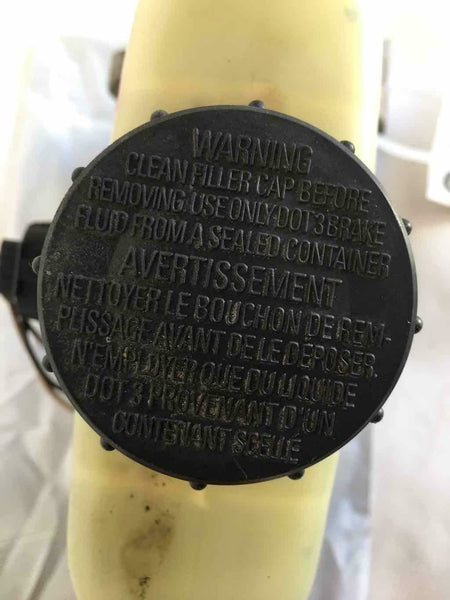 WARNING
CLEAN FILLER CAP BEFORE
REMOVING. USE ONLY DOT 3 BRAKE
FLUID FROM A SEALED CONTAINER
AVERTISSEMENT
NETTOYER LE BOUCHON DE REM-
PLISSAGE AVANT DE LE DEPOSER.
N'EMPLOYER QUE DU LIQUIDE
DOT 3 PROVENANT D'UN
CONTENANT SCELLE